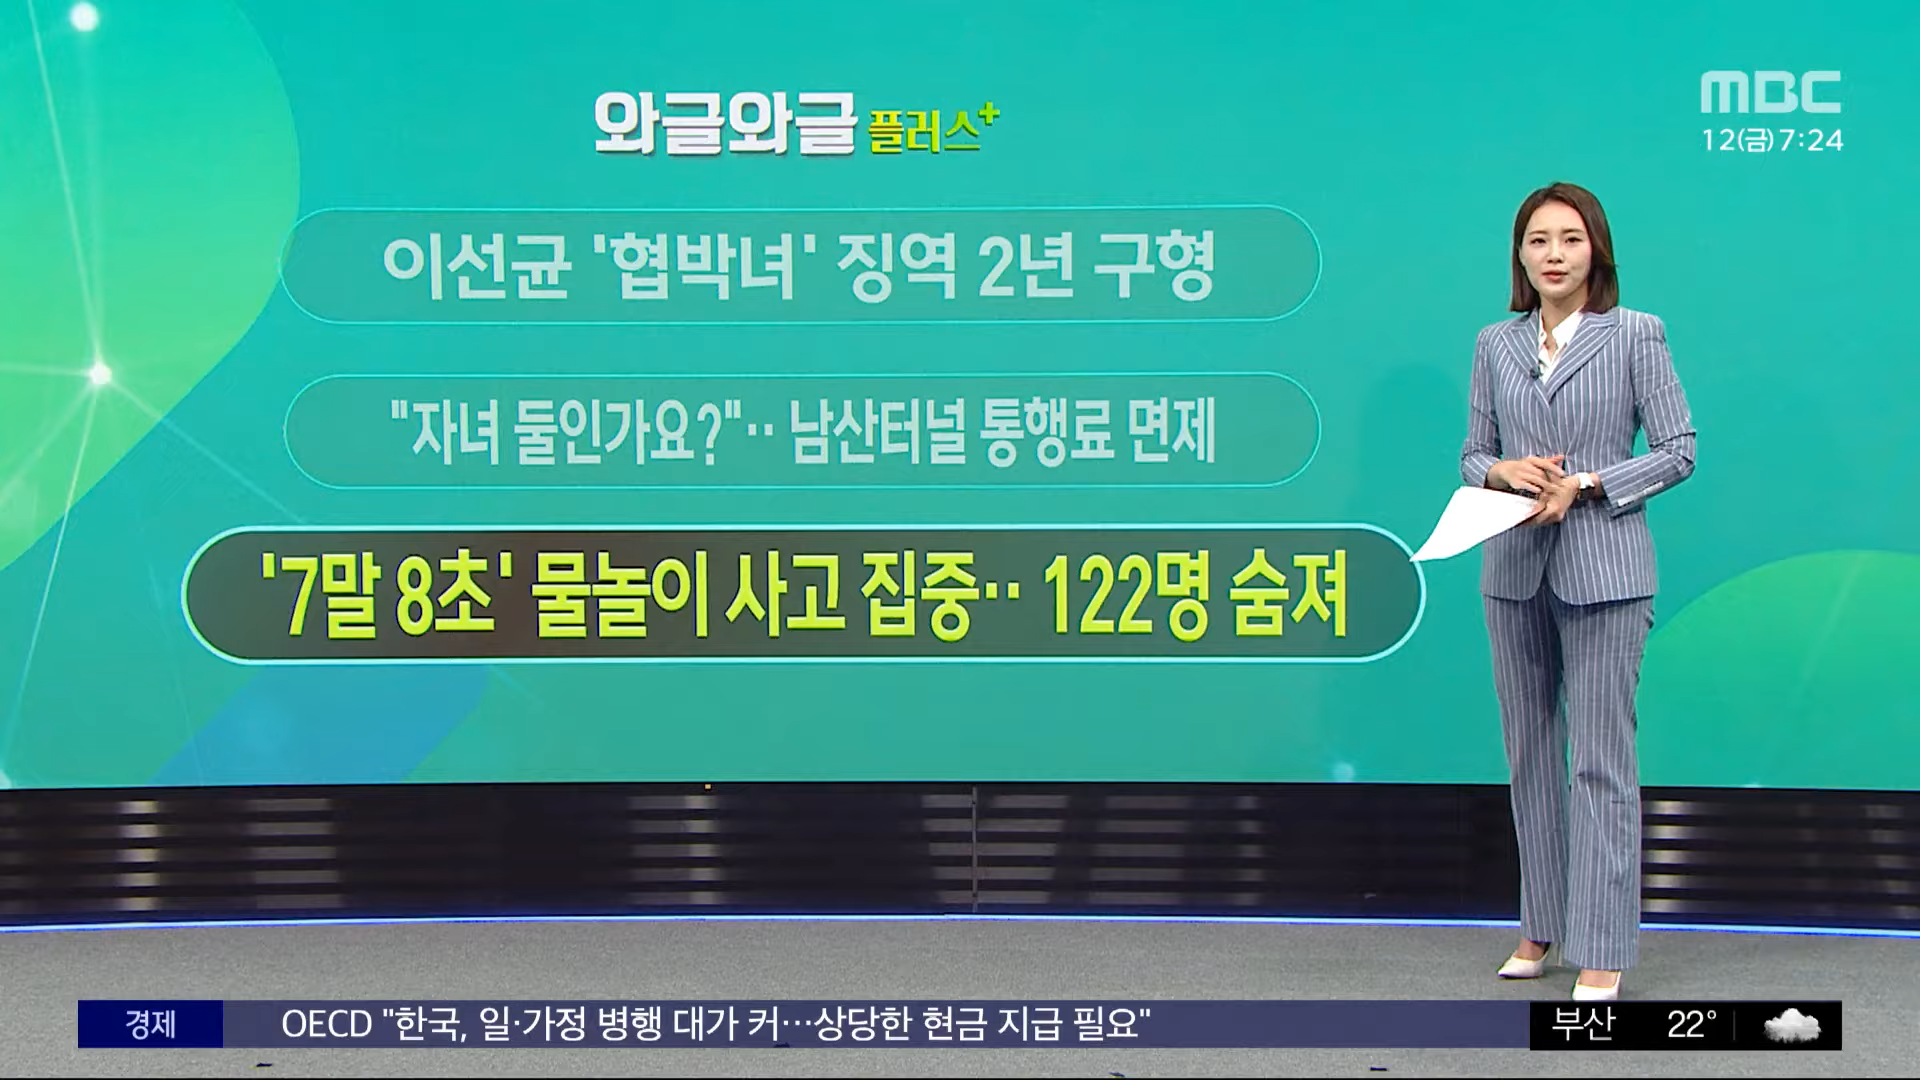 와글와글 플러스+
MBC
12(금) 7:24
이선균 '협박녀' 징역 2년 구형
"자녀 둘인가요?"‥ 남산터널 통행료 면제
'7말 8초' 물놀이 사고 집중‥ 122명 숨져
경제 OECD "한국, 일·가정 병행 대가 커…상당한 현금 지급 필요"
부산 22°